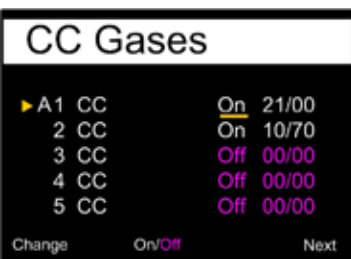 CC Gases
A1 CC On 21/00
2 CC On 10/70
3 CC Off 00/00
4 CC Off 00/00
5 CC Off 00/00
Change On/Off Next